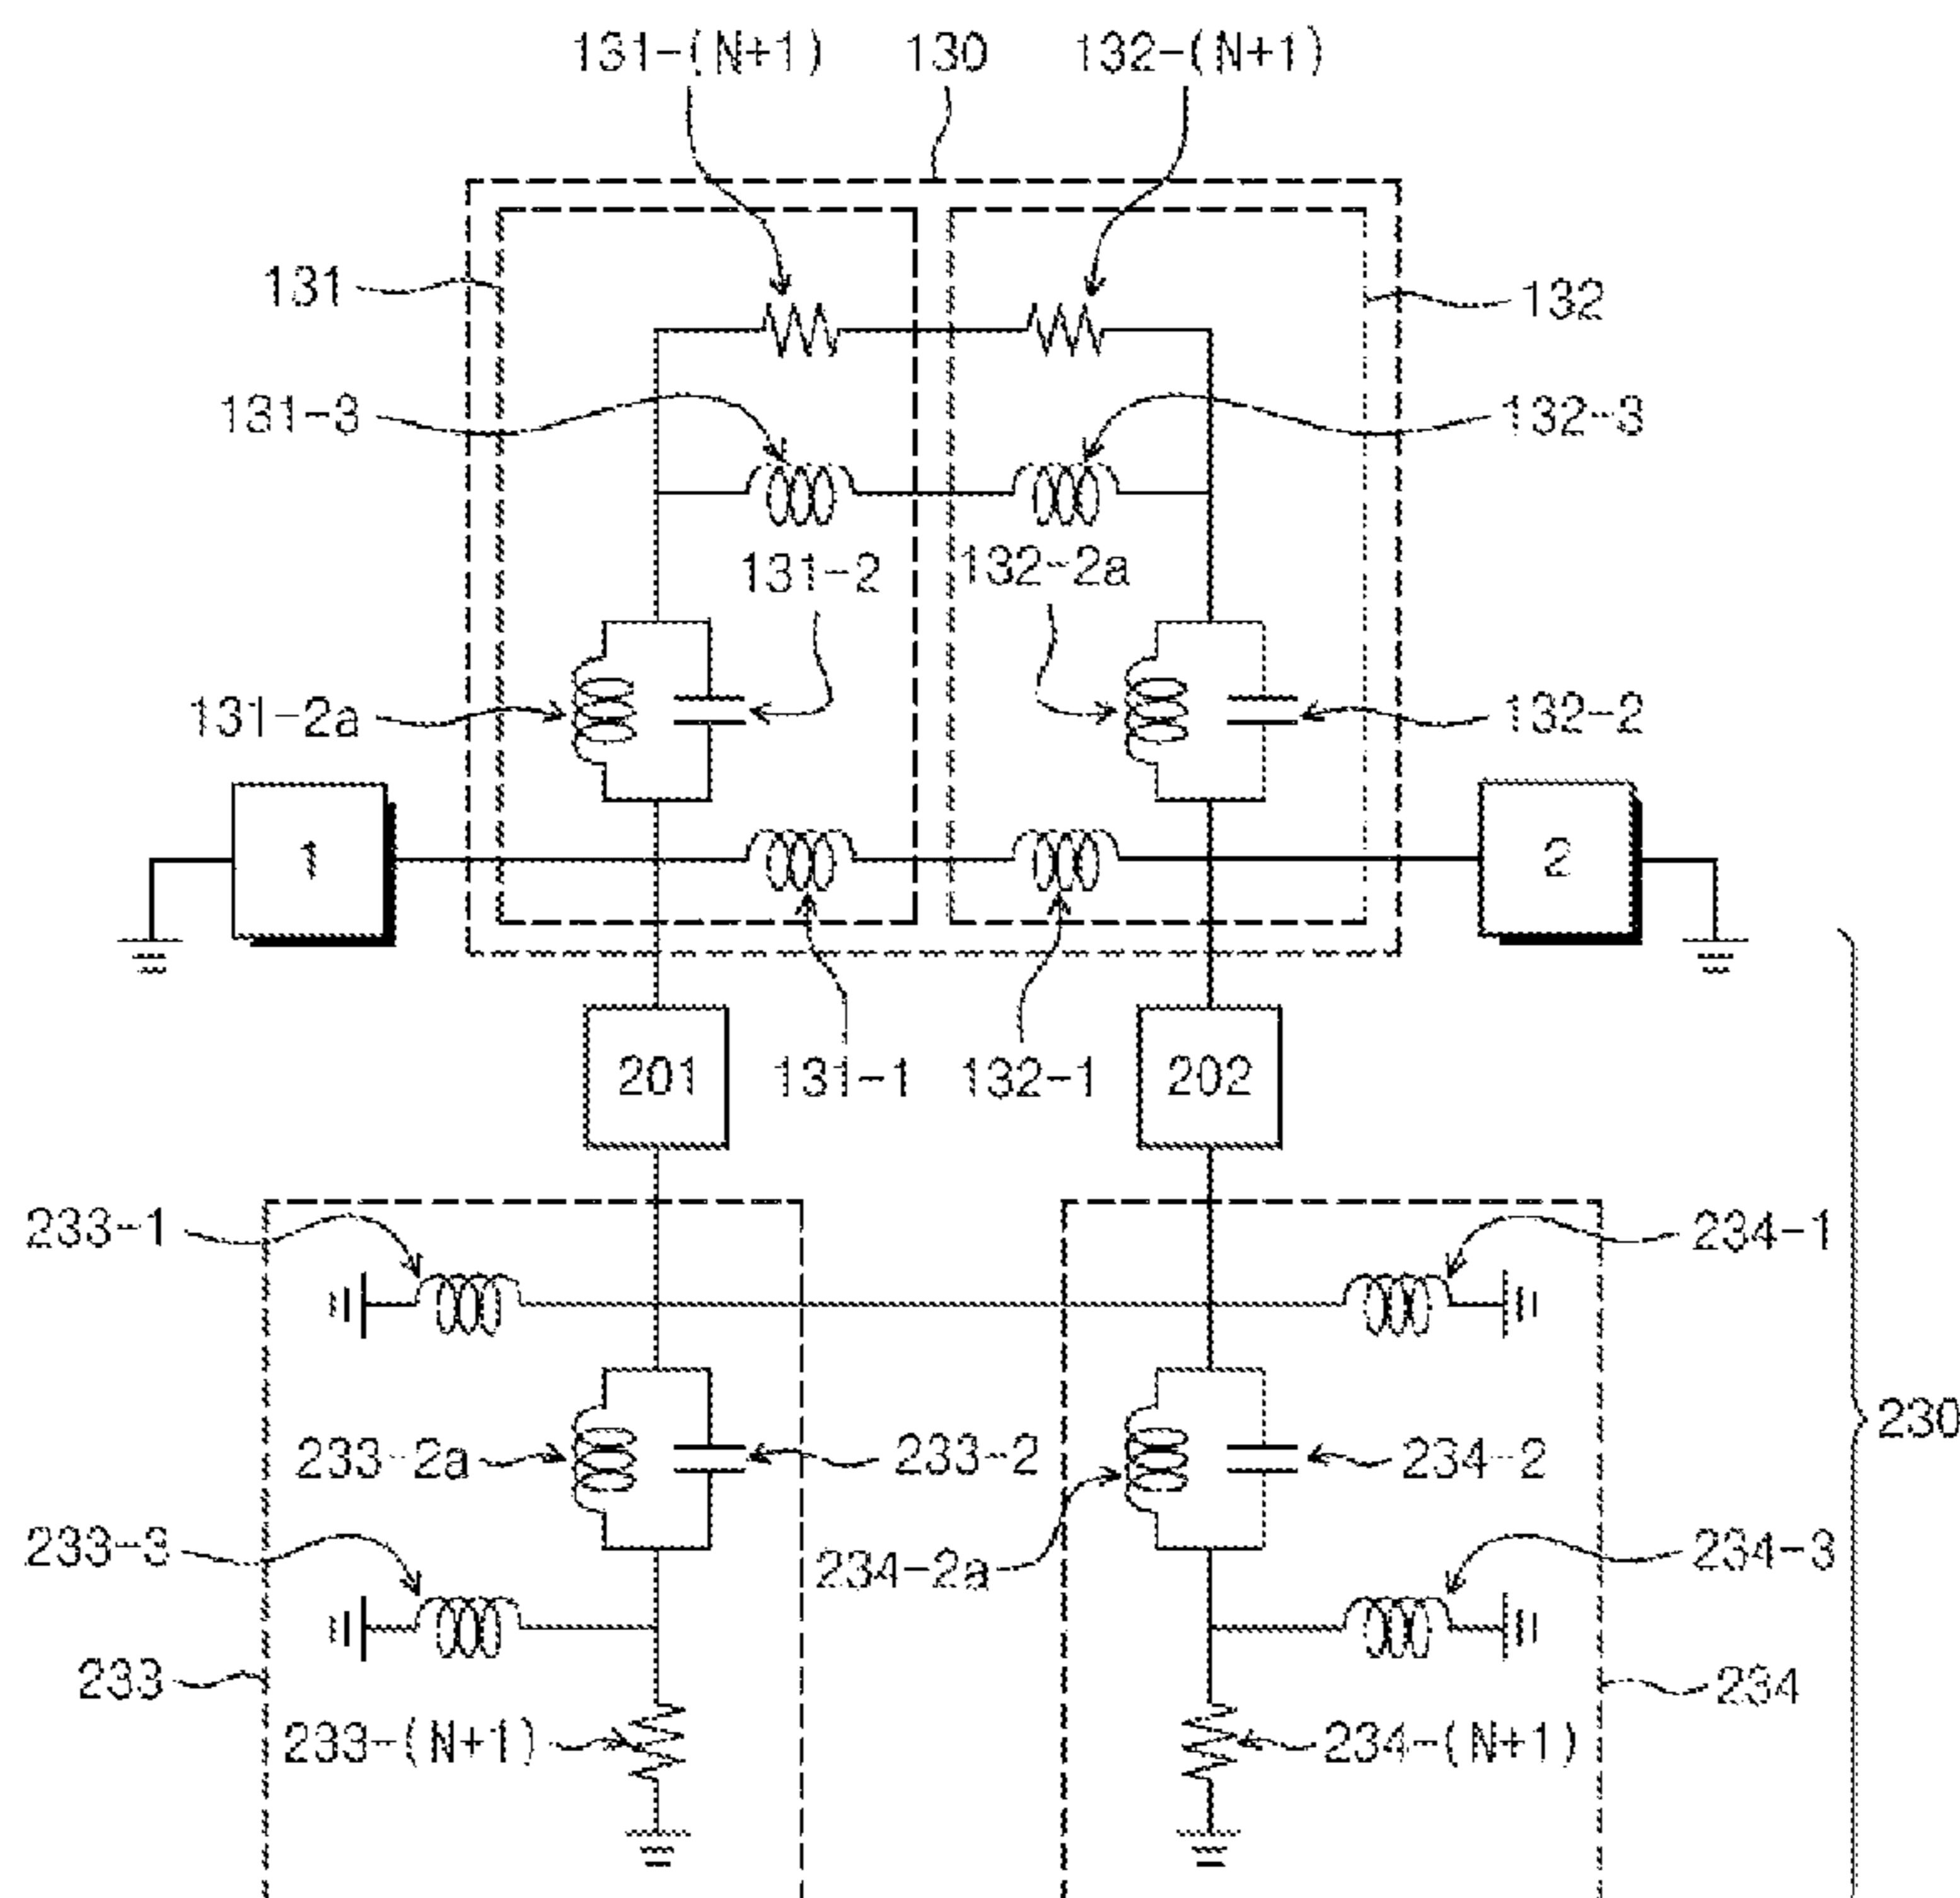 131-(N+1) 130 132-(N+1)
131 132
131-3 132-3
131-2 132-2a
131-2a 132-2
1 2
201 131-1 132-1 202
233-1 234-1
230
233-2a 233-2 234-2
233-3 234-2a 234-3
233 234
233-(N+1) 234-(N+1)